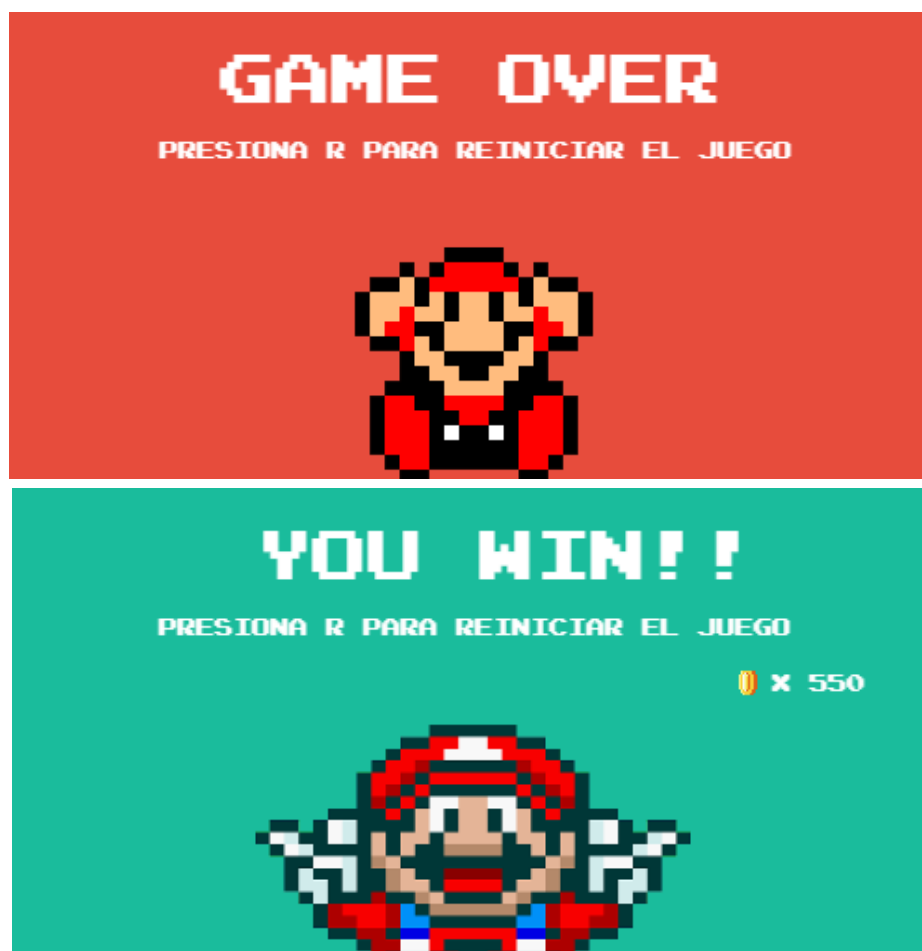 GAME OVER
PRESIONA R PARA REINICIAR EL JUEGO
YOU WIN!!
PRESIONA R PARA REINICIAR EL JUEGO
X 550